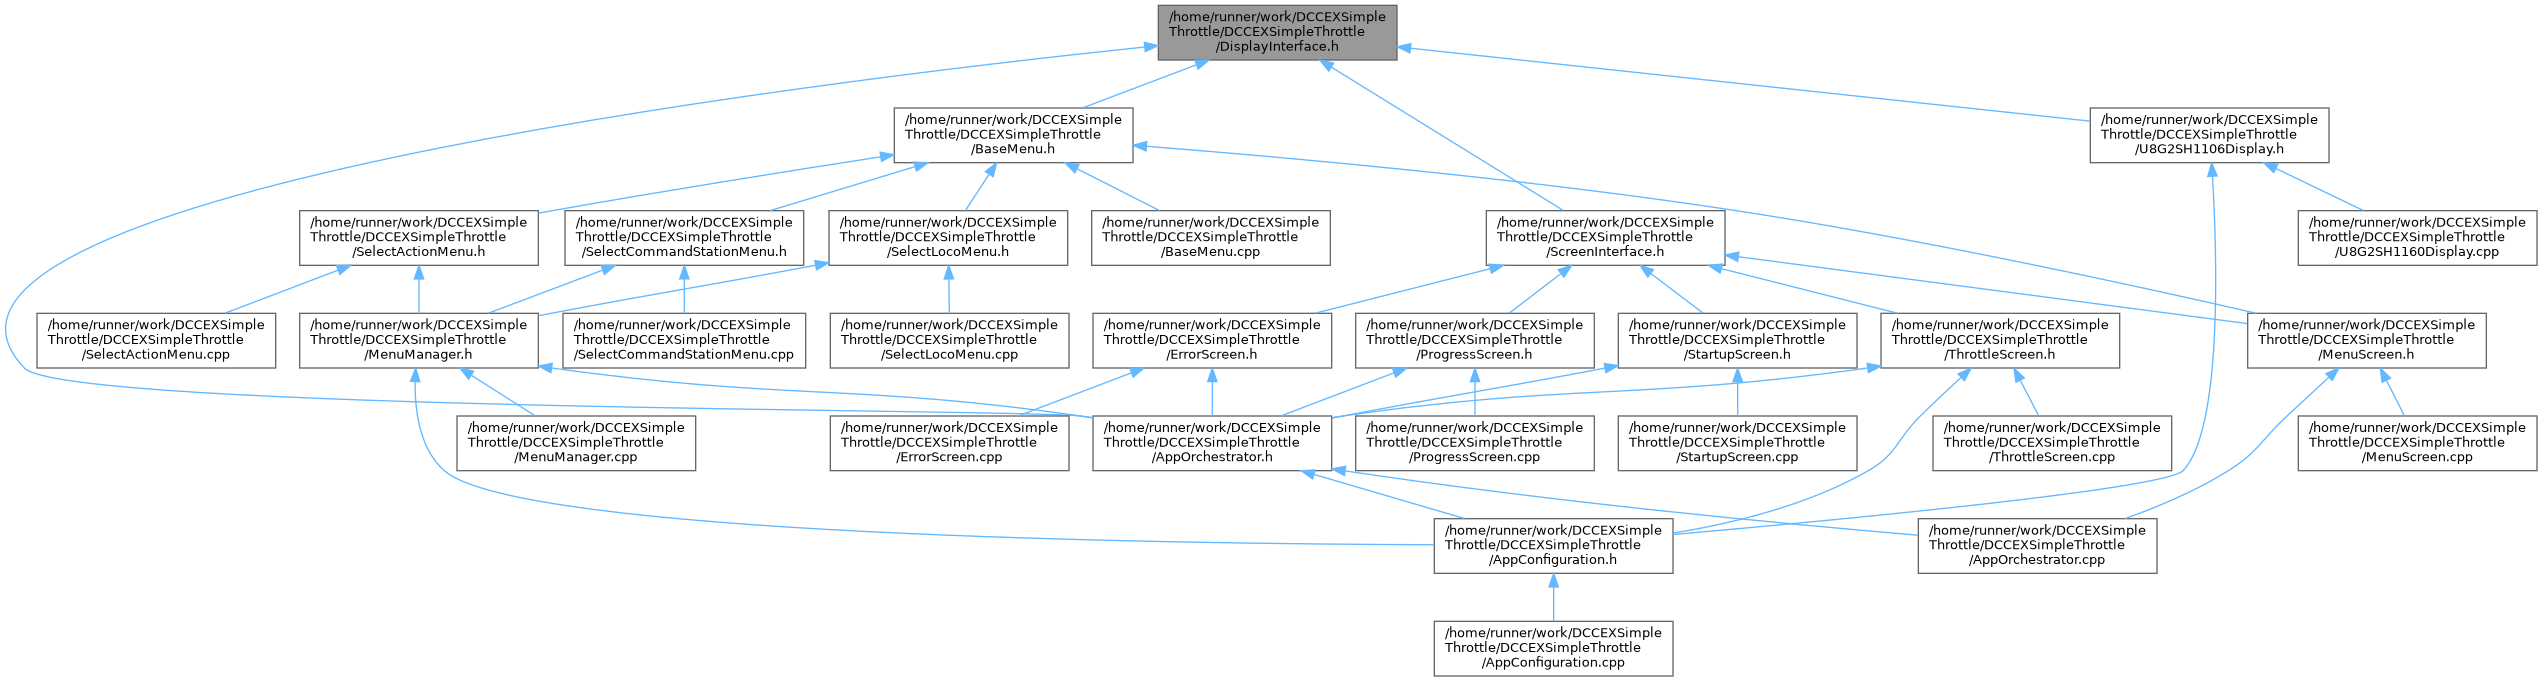 /home/runner/work/DCCEXSimple
Throttle/DCCEXSimpleThrottle
/DisplayInterface.h
/home/runner/work/DCCEXSimple
Throttle/DCCEXSimpleThrottle
/BaseMenu.h
/home/runner/work/DCCEXSimple
Throttle/DCCEXSimpleThrottle
/U8G2SH1106Display.h
/home/runner/work/DCCEXSimple
Throttle/DCCEXSimpleThrottle
/SelectActionMenu.h
/home/runner/work/DCCEXSimple
Throttle/DCCEXSimpleThrottle
/SelectCommandStationMenu.h
/home/runner/work/DCCEXSimple
Throttle/DCCEXSimpleThrottle
/SelectLocoMenu.h
/home/runner/work/DCCEXSimple
Throttle/DCCEXSimpleThrottle
/BaseMenu.cpp
/home/runner/work/DCCEXSimple
Throttle/DCCEXSimpleThrottle
/ScreenInterface.h
/home/runner/work/DCCEXSimple
Throttle/DCCEXSimpleThrottle
/U8G2SH1160Display.cpp
/home/runner/work/DCCEXSimple
Throttle/DCCEXSimpleThrottle
/SelectActionMenu.cpp
/home/runner/work/DCCEXSimple
Throttle/DCCEXSimpleThrottle
/MenuManager.h
/home/runner/work/DCCEXSimple
Throttle/DCCEXSimpleThrottle
/SelectCommandStationMenu.cpp
/home/runner/work/DCCEXSimple
Throttle/DCCEXSimpleThrottle
/SelectLocoMenu.cpp
/home/runner/work/DCCEXSimple
Throttle/DCCEXSimpleThrottle
/ErrorScreen.h
/home/runner/work/DCCEXSimple
Throttle/DCCEXSimpleThrottle
/ProgressScreen.h
/home/runner/work/DCCEXSimple
Throttle/DCCEXSimpleThrottle
/StartupScreen.h
/home/runner/work/DCCEXSimple
Throttle/DCCEXSimpleThrottle
/ThrottleScreen.h
/home/runner/work/DCCEXSimple
Throttle/DCCEXSimpleThrottle
/MenuScreen.h
/home/runner/work/DCCEXSimple
Throttle/DCCEXSimpleThrottle
/MenuManager.cpp
/home/runner/work/DCCEXSimple
Throttle/DCCEXSimpleThrottle
/ErrorScreen.cpp
/home/runner/work/DCCEXSimple
Throttle/DCCEXSimpleThrottle
/AppOrchestrator.h
/home/runner/work/DCCEXSimple
Throttle/DCCEXSimpleThrottle
/ProgressScreen.cpp
/home/runner/work/DCCEXSimple
Throttle/DCCEXSimpleThrottle
/StartupScreen.cpp
/home/runner/work/DCCEXSimple
Throttle/DCCEXSimpleThrottle
/ThrottleScreen.cpp
/home/runner/work/DCCEXSimple
Throttle/DCCEXSimpleThrottle
/MenuScreen.cpp
/home/runner/work/DCCEXSimple
Throttle/DCCEXSimpleThrottle
/AppConfiguration.h
/home/runner/work/DCCEXSimple
Throttle/DCCEXSimpleThrottle
/AppOrchestrator.cpp
/home/runner/work/DCCEXSimple
Throttle/DCCEXSimpleThrottle
/AppConfiguration.cpp